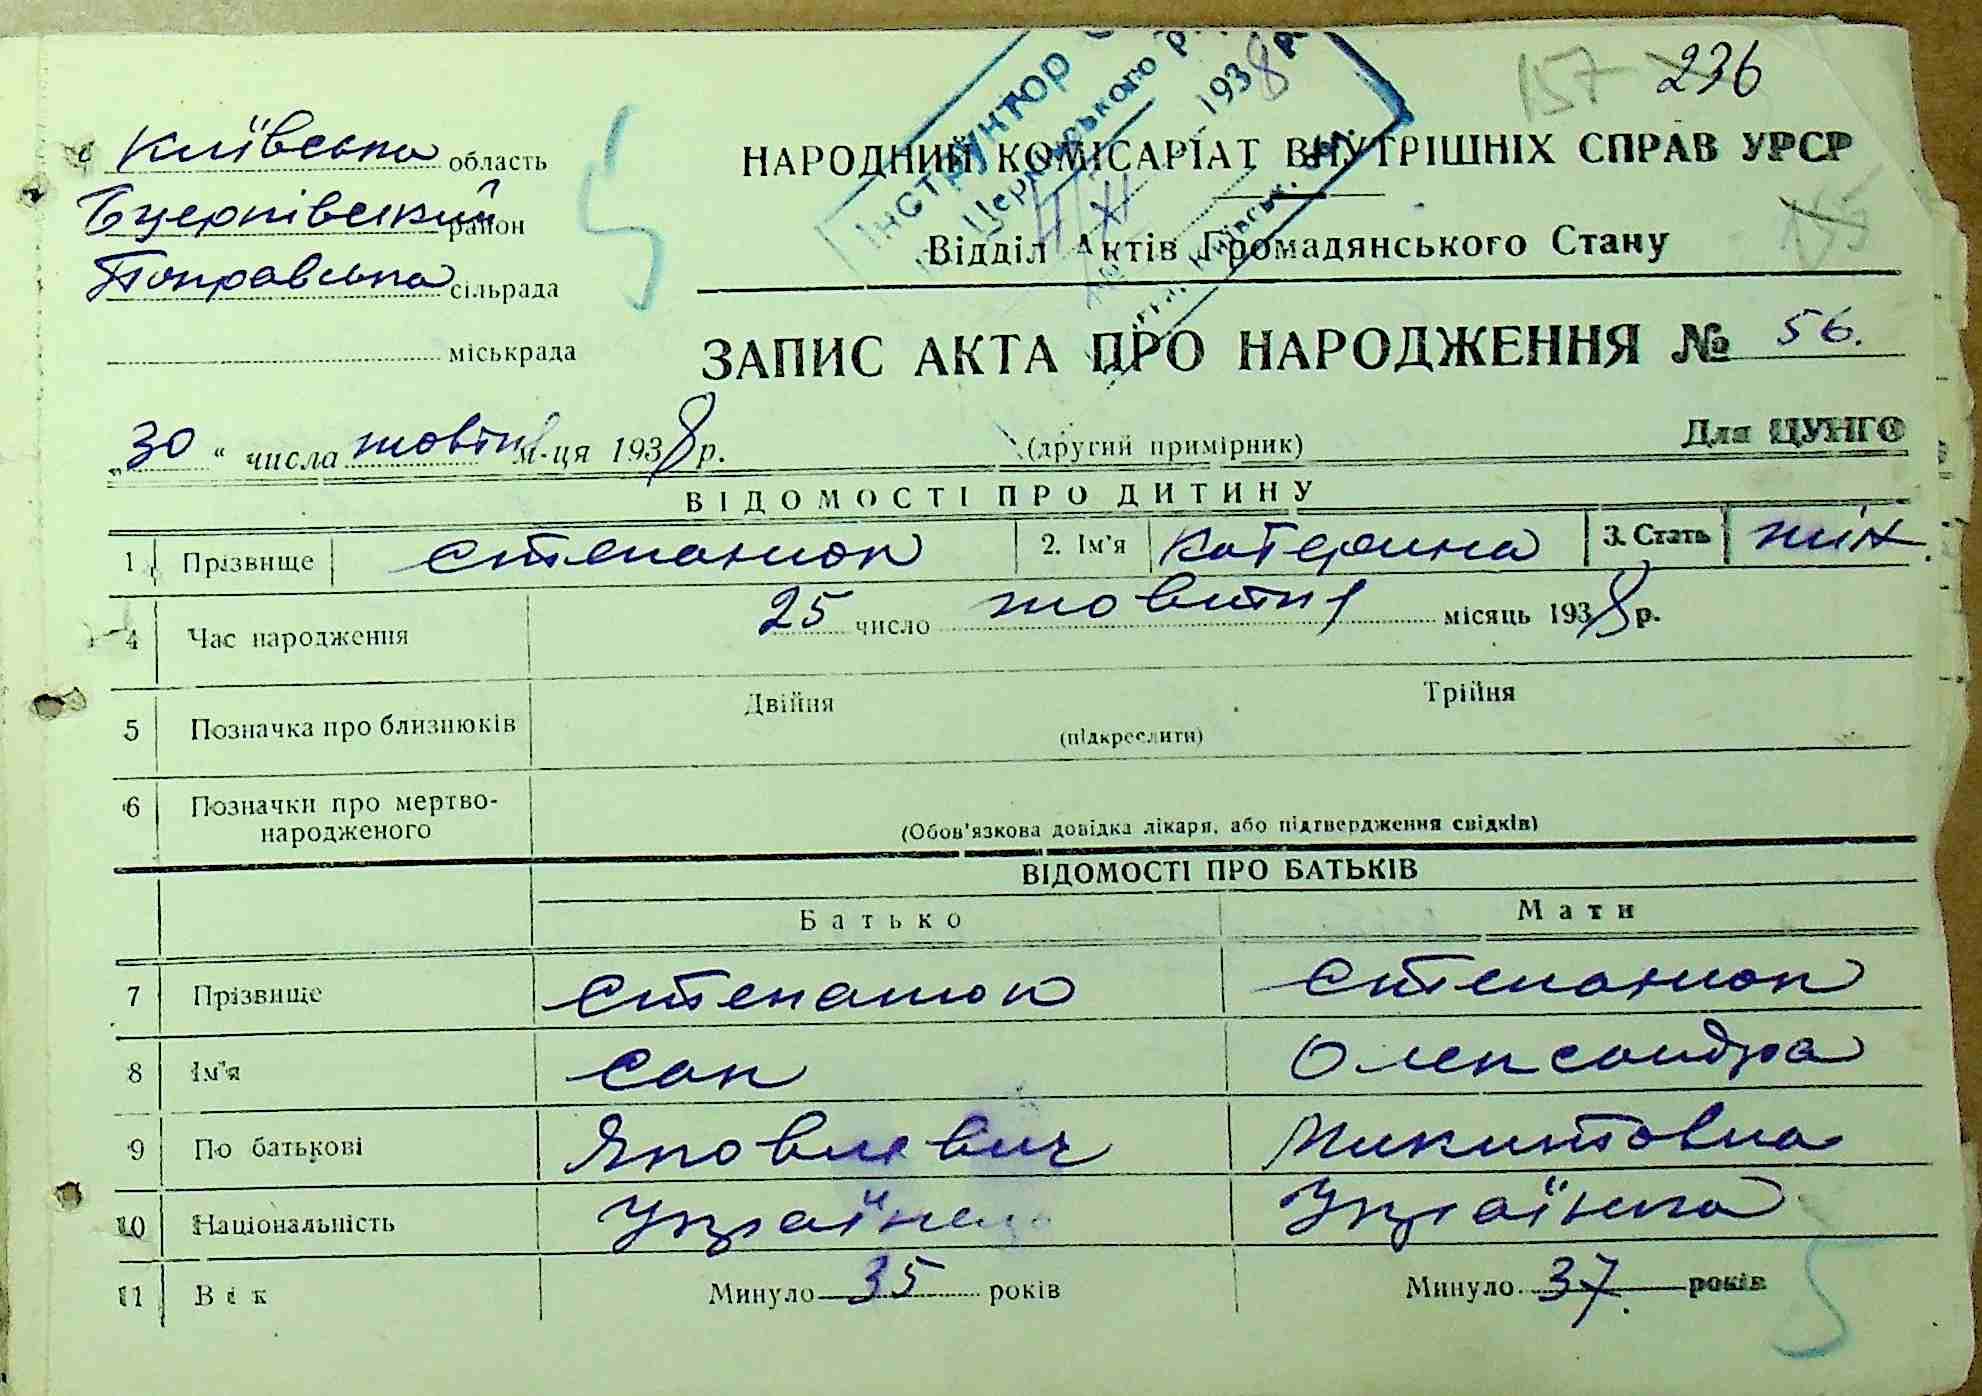 236
157
Київська область
район
сільрада
міськрада
Інструктор
1938 р.
НАРОДНИЙ КОМІСАРІАТ ВНУТРІШНІХ СПРАВ УРСР
Відділ Актів Громадянського Стану
ЗАПИС АКТА ПРО НАРОДЖЕННЯ № 56.
„30“ числа жовтня м-ця 1938 р.
(другий примірник)
Для ЦУНГО
ВІДОМОСТІ ПРО ДИТИНУ
1 Прізвище Степанюк 2. Ім'я Катерина 3. Стать жін.
4 Час народження 25 число жовтня місяць 1938 р.
5 Позначка про близнюків Двійня Трійня
(підкреслити)
6 Позначки про мертво-
народженого
(Обов'язкова довідка лікаря, або підтвердження свідків)
ВІДОМОСТІ ПРО БАТЬКІВ
Батько Мати
7 Прізвище Степанюк Степанюк
8 Ім'я Сак Олександра
9 По батькові Яковлевич Микитовна
10 Національність Українець Українка
11 Вік Минуло 35 років Минуло 37. років
5